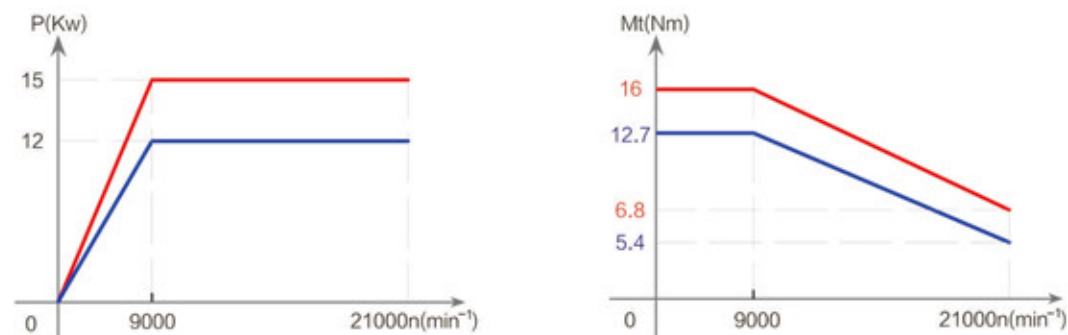 P(Kw)
15
12
0
9000
21000n(min⁻¹)
Mt(Nm)
16
12.7
6.8
5.4
0
9000
21000n(min⁻¹)